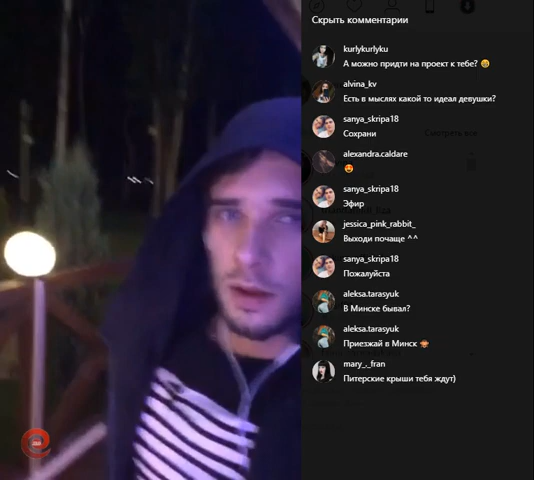 Скрыть комментарии
kurlykurlyku
А можно придти на проект к тебе? 😄
alvina_kv
Есть в мыслях какой то идеал девушки?
sanya_skripa18
Сохрани
Смотреть все
alexandra.caldare
😍
sanya_skripa18
Эфир
jessica_pink_rabbit_
Выходи почаще ^^
sanya_skripa18
Пожалуйста
aleksa.tarasyuk
В Минске бывал?
aleksa.tarasyuk
Приезжай в Минск 🙈
mary_._fran
Питерские крыши тебя ждут)